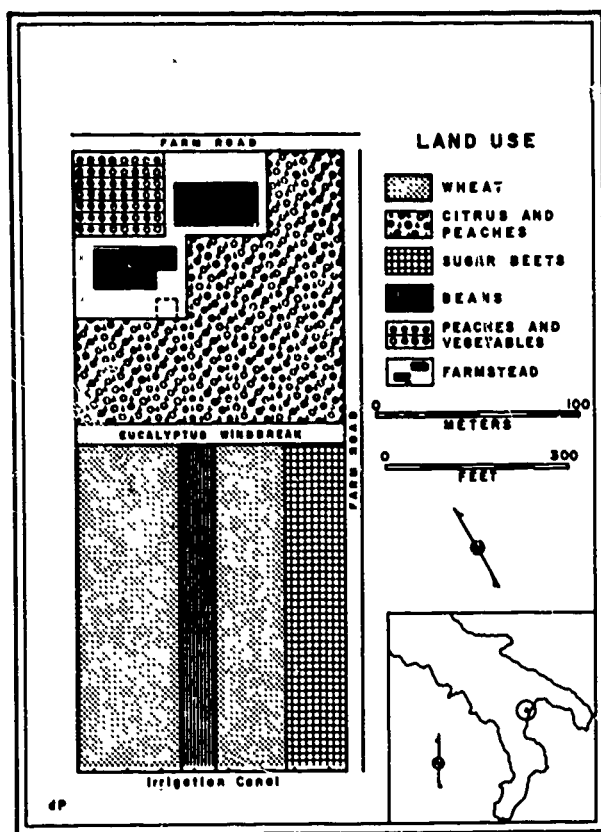 FARM ROAD
LAND USE
WHEAT
CITRUS AND
PEACHES
SUGAR BEETS
BEANS
PEACHES AND
VEGETABLES
FARMSTEAD
0 100
METERS
0 300
FEET
EUCALYPTUS WINDBREAK
FARM ROAD
Irrigation Canal
dP